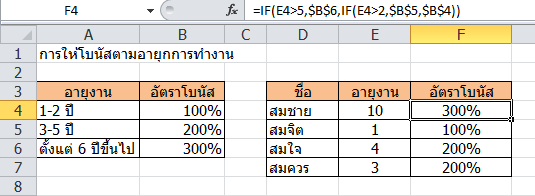 F4 fx =IF(E4>5,$B$6,IF(E4>2,$B$5,$B$4))
A B C D E F
1 การให้โบนัสตามอายุการทำงาน
2
3 อายุงาน อัตราโบนัส ชื่อ อายุงาน อัตราโบนัส
4 1-2 ปี 100% สมชาย 10 300%
5 3-5 ปี 200% สมจิต 1 100%
6 ตั้งแต่ 6 ปีขึ้นไป 300% สมใจ 4 200%
7 สมควร 3 200%
8